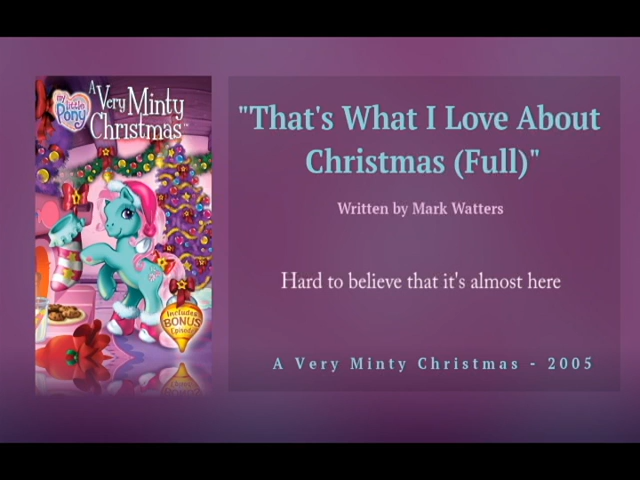 my little
Pony
A
Very Minty
Christmas™
Includes
BONUS
Episode!
"That's What I Love About
Christmas (Full)"
Written by Mark Watters
Hard to believe that it's almost here
A Very Minty Christmas - 2005